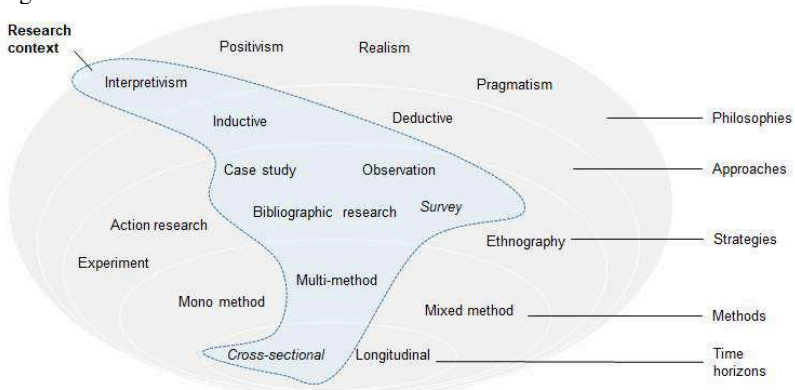 Research
context
Positivism
Realism
Interpretivism
Pragmatism
Inductive
Deductive
Philosophies
Case study
Observation
Approaches
Bibliographic research
Survey
Action research
Ethnography
Strategies
Experiment
Multi-method
Mono method
Mixed method
Methods
Cross-sectional
Longitudinal
Time
horizons